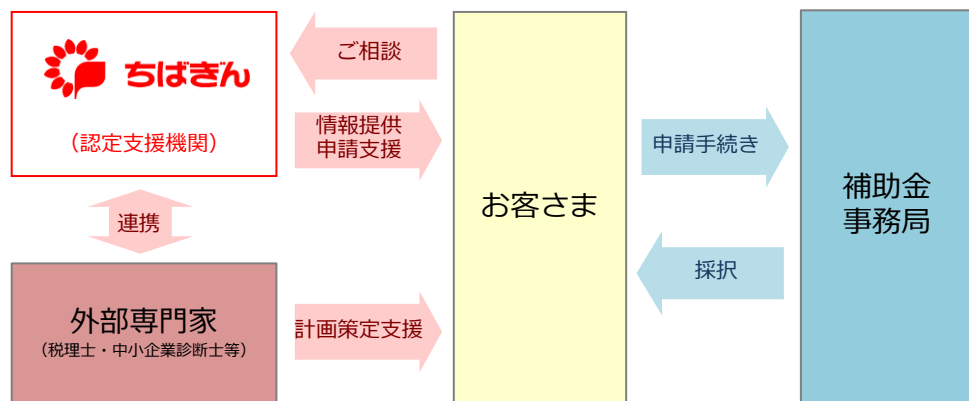 ちばぎん
（認定支援機関）
ご相談
情報提供
申請支援
連携
外部専門家
（税理士・中小企業診断士等）
計画策定支援
お客さま
申請手続き
採択
補助金
事務局